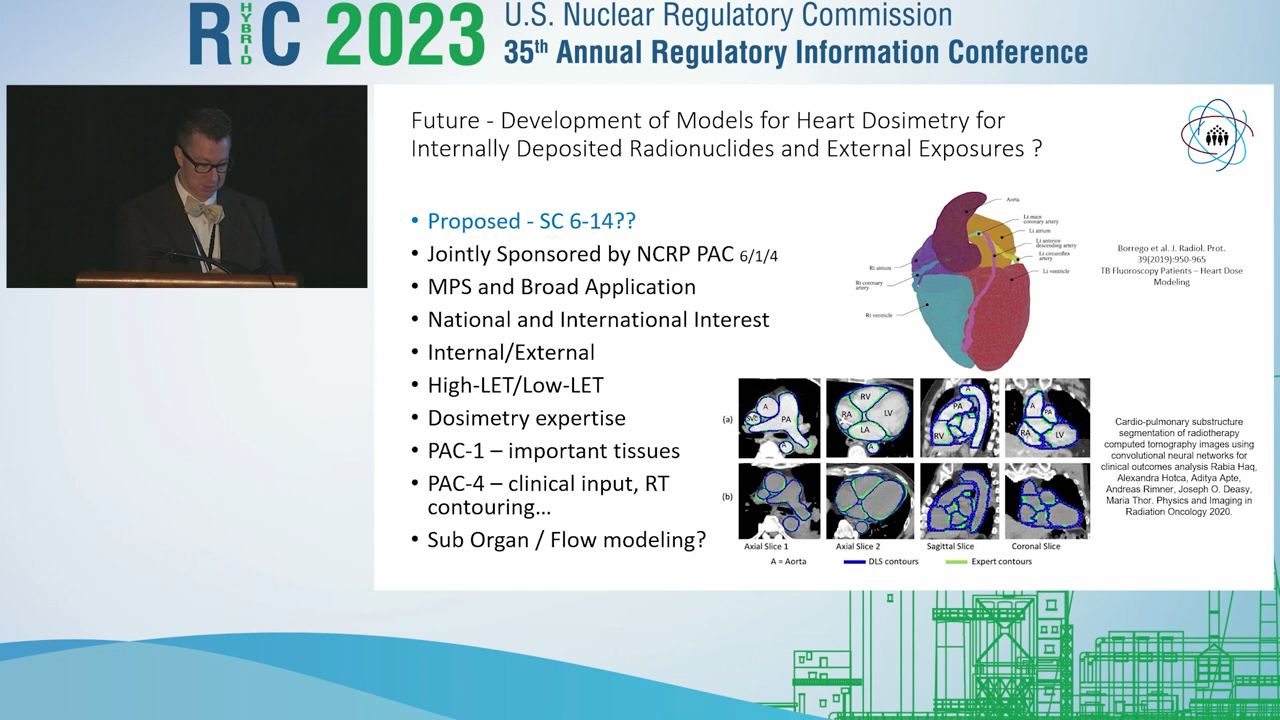 RIC 2023
HYBRID
U.S. Nuclear Regulatory Commission
35th Annual Regulatory Information Conference
Future - Development of Models for Heart Dosimetry for
Internally Deposited Radionuclides and External Exposures ?
• Proposed - SC 6-14??
• Jointly Sponsored by NCRP PAC 6/1/4
• MPS and Broad Application
• National and International Interest
• Internal/External
• High-LET/Low-LET
• Dosimetry expertise
• PAC-1 – important tissues
• PAC-4 – clinical input, RT
contouring...
• Sub Organ / Flow modeling?
Aorta
Lt main
coronary artery
Lt atrium
Lt anterior
descending artery
Lt circumflex
artery
Lt ventricle
Rt atrium
Rt coronary
artery
Rt ventricle
Borrego et al. J. Radiol. Prot.
39(2019):950-965
TB Fluoroscopy Patients – Heart Dose
Modeling
(a)
A
SVC
PA
A
RV
RA
LV
LA
A
A
PA
RV
A
PA
RA
LV
(b)
Axial Slice 1
Axial Slice 2
Sagittal Slice
Coronal Slice
A = Aorta
DLS contours
Expert contours
Cardio-pulmonary substructure
segmentation of radiotherapy
computed tomography images using
convolutional neural networks for
clinical outcomes analysis Rabia Haq,
Alexandra Hotca, Aditya Apte,
Andreas Rimner, Joseph O. Deasy,
Maria Thor. Physics and Imaging in
Radiation Oncology 2020.